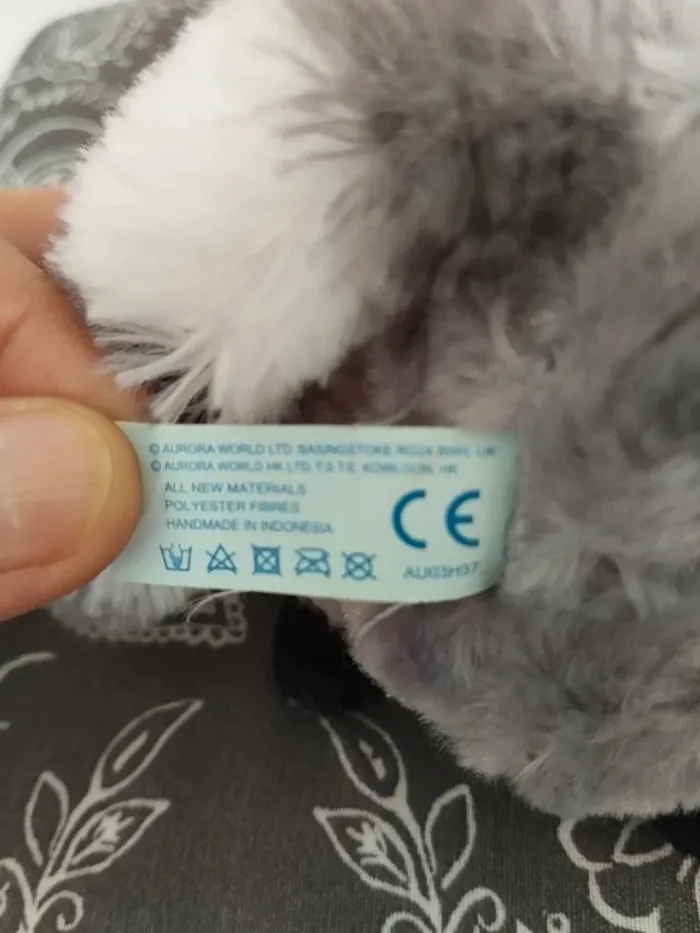 © AURORA WORLD LTD. BASINGSTOKE RG24 UK
© AURORA WORLD HK LTD. T.S.T.E. KOWLOON, HK
ALL NEW MATERIALS
POLYESTER FIBRES
HANDMADE IN INDONESIA
CE
AU03H37